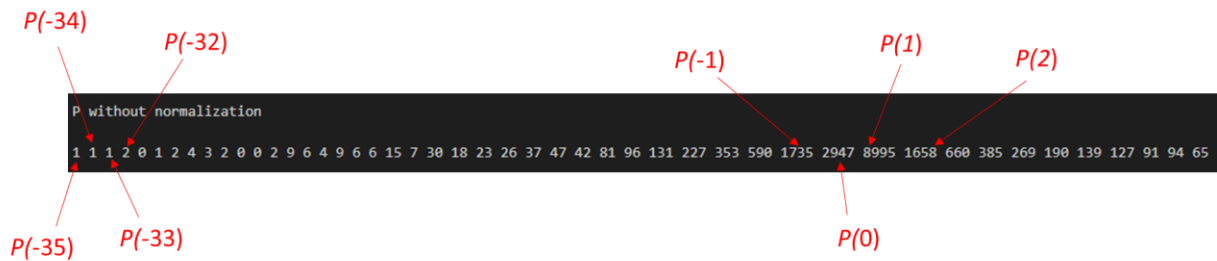 P(-34)
P(-32)
P(-1)
P(1)
P(2)
P without normalization
1 1 1 2 0 1 2 4 3 2 0 0 2 9 6 4 9 6 6 15 7 30 18 23 26 37 47 42 81 96 131 227 353 590 1735 2947 8995 1658 660 385 269 190 139 127 91 94 65
P(-35)
P(-33)
P(0)